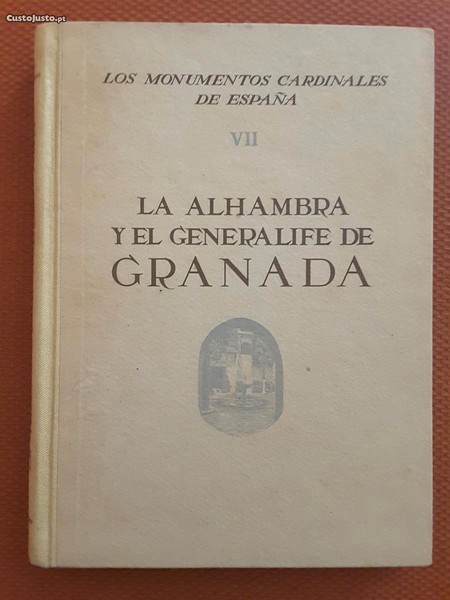 CustoJusto.pt
LOS MONUMENTOS CARDINALES
DE ESPAÑA
VII
LA ALHAMBRA
Y EL GENERALIFE DE
GRANADA